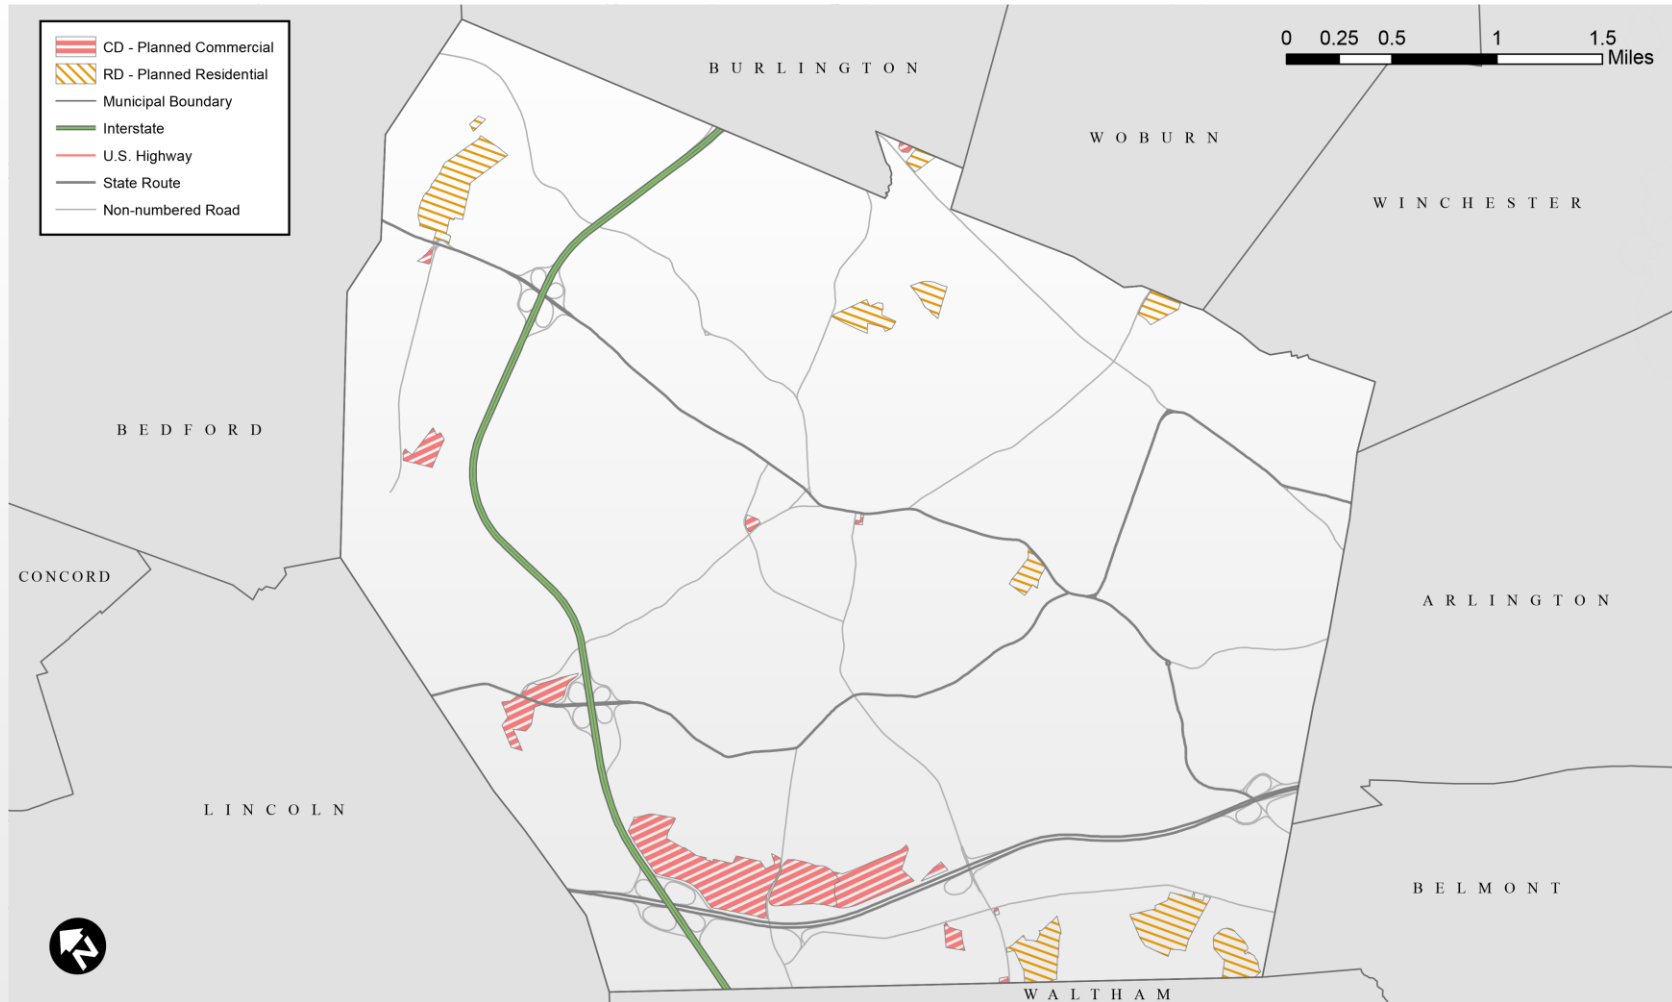 CD - Planned Commercial
RD - Planned Residential
Municipal Boundary
Interstate
U.S. Highway
State Route
Non-numbered Road
0 0.25 0.5 1 1.5
Miles
BURLINGTON
WOBURN
WINCHESTER
BEDFORD
CONCORD
ARLINGTON
LINCOLN
BELMONT
WALTHAM
N